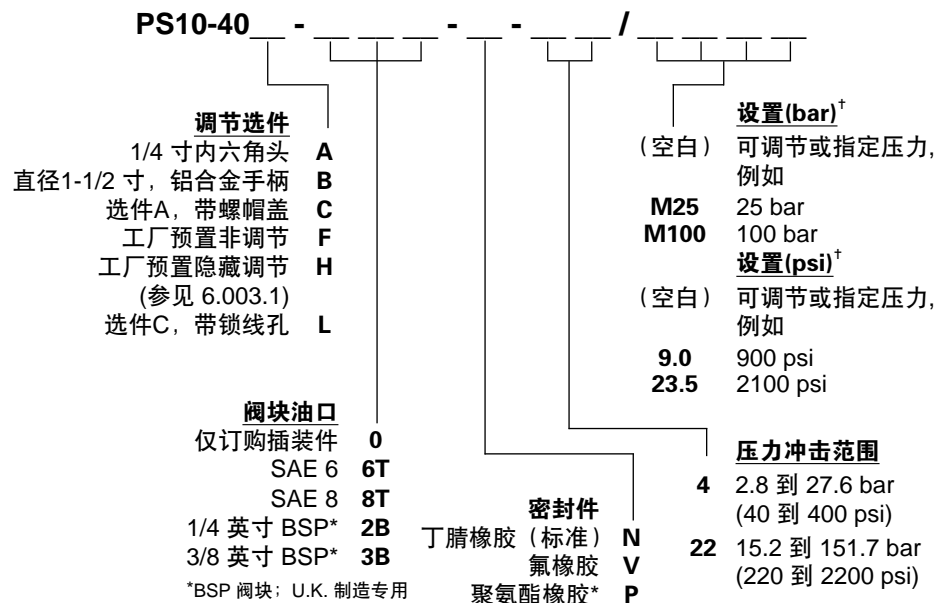 PS10-40__ - __ __ __ - __ - __ __ / __ __ __ __
调节选件
1/4 寸内六角头 A
直径1-1/2 寸，铝合金手柄 B
选件A，带螺帽盖 C
工厂预置非调节 F
工厂预置隐藏调节 H
(参见 6.003.1)
选件C，带锁线孔 L
阀块油口
仅订购插装件 0
SAE 6 6T
SAE 8 8T
1/4 英寸 BSP* 2B
3/8 英寸 BSP* 3B
*BSP 阀块；U.K. 制造专用
密封件
丁腈橡胶（标准） N
氟橡胶 V
聚氨酯橡胶* P
设置(bar)†
（空白） 可调节或指定压力,
例如
M25 25 bar
M100 100 bar
设置(psi)†
（空白） 可调节或指定压力,
例如
9.0 900 psi
23.5 2100 psi
压力冲击范围
4 2.8 到 27.6 bar
(40 到 400 psi)
22 15.2 到 151.7 bar
(220 到 2200 psi)